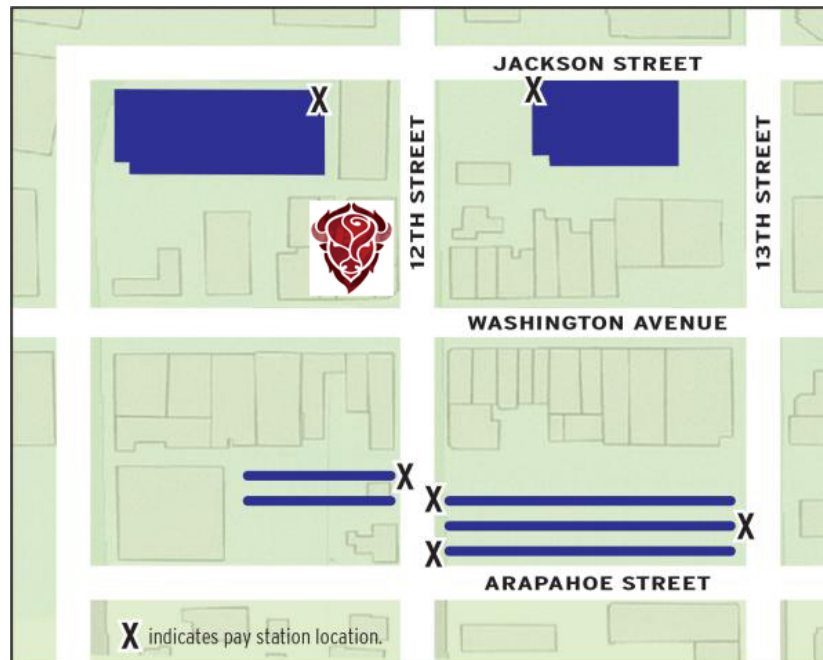 JACKSON STREET
X
X
12TH STREET
13TH STREET
WASHINGTON AVENUE
X
X
X
X
ARAPAHOE STREET
X indicates pay station location.